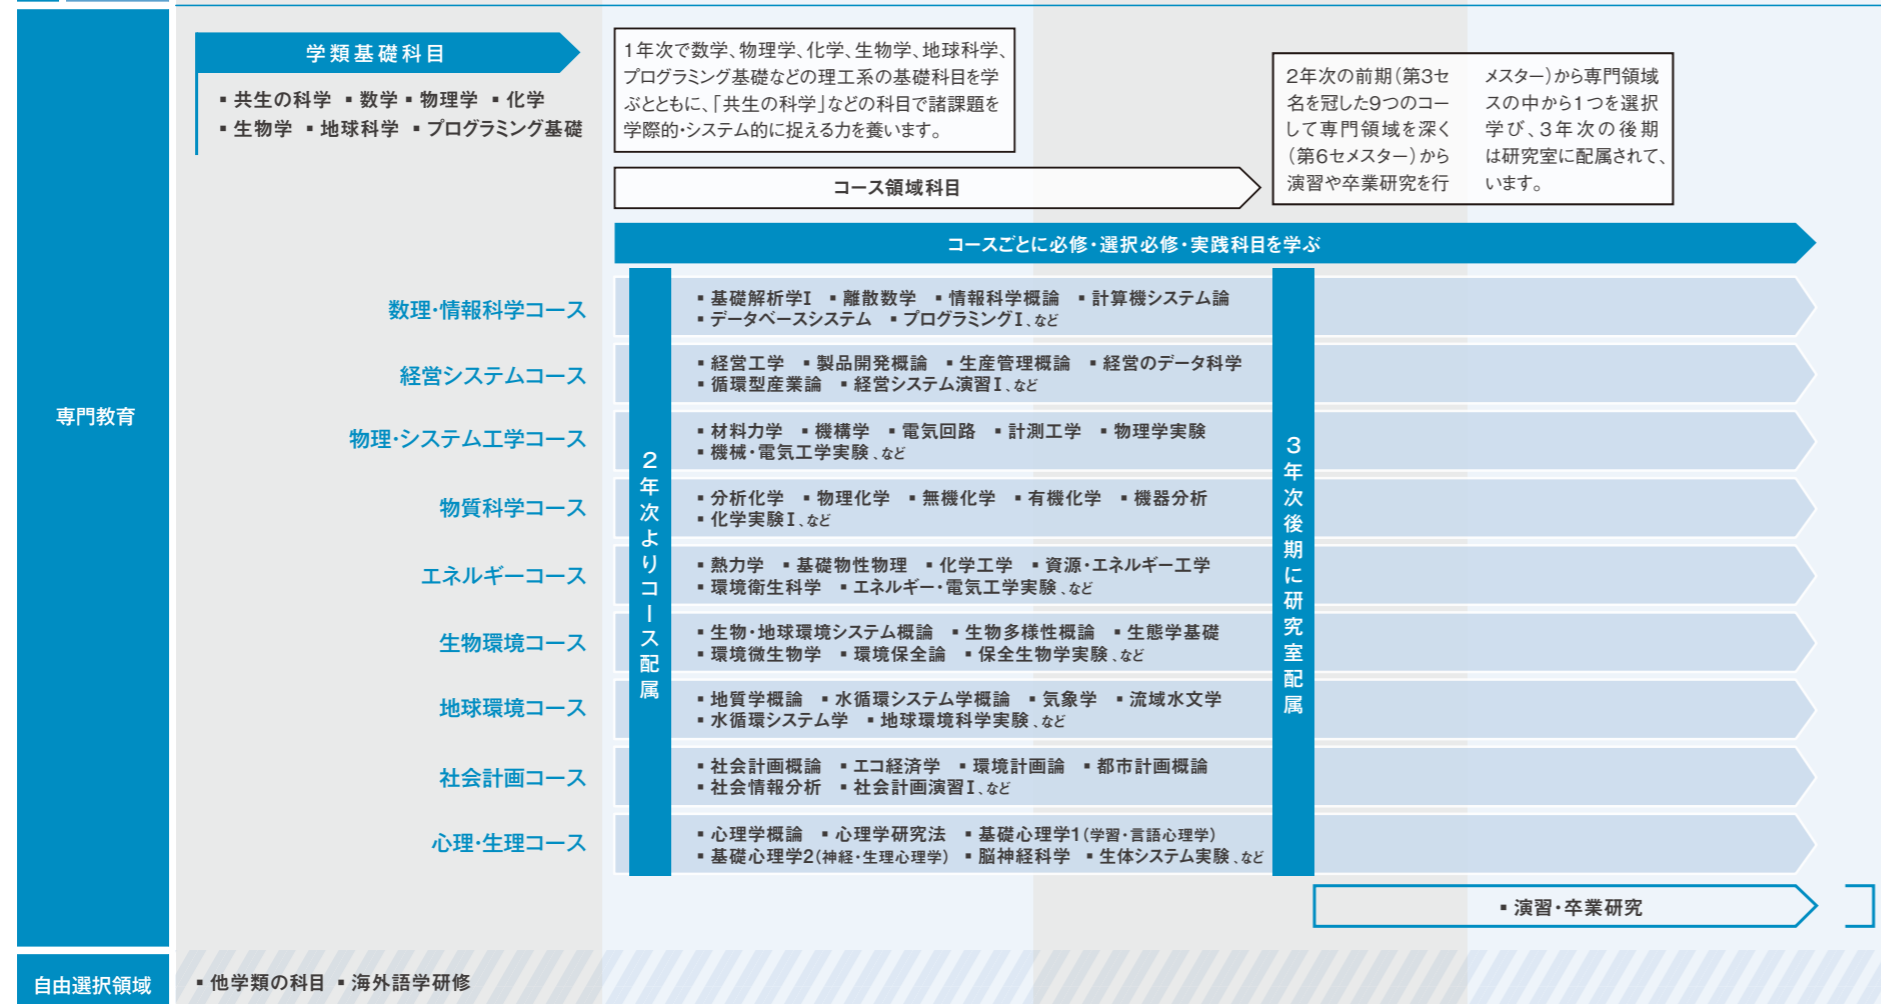 専門教育
学類基礎科目
▪共生の科学 ▪数学 ▪物理学 ▪化学
▪生物学 ▪地球科学 ▪プログラミング基礎
1年次で数学、物理学、化学、生物学、地球科学、
プログラミング基礎などの理工系の基礎科目を学
ぶとともに、「共生の科学」などの科目で諸課題を
学際的・システム的に捉える力を養います。
2年次の前期（第3セメスター）から専門領域
名を冠した9つのコースの中から1つを選択
して専門領域を深く学び、3年次の後期
（第6セメスター）からは研究室に配属されて、
演習や卒業研究を行います。
コース領域科目
コースごとに必修・選択必修・実践科目を学ぶ
2年次よりコース配属
3年次後期に研究室配属
数理・情報科学コース
▪基礎解析学I ▪離散数学 ▪情報科学概論 ▪計算機システム論
▪データベースシステム ▪プログラミングI、など
経営システムコース
▪経営工学 ▪製品開発概論 ▪生産管理概論 ▪経営のデータ科学
▪循環型産業論 ▪経営システム演習I、など
物理・システム工学コース
▪材料力学 ▪機構学 ▪電気回路 ▪計測工学 ▪物理学実験
▪機械・電気工学実験、など
物質科学コース
▪分析化学 ▪物理化学 ▪無機化学 ▪有機化学 ▪機器分析
▪化学実験I、など
エネルギーコース
▪熱力学 ▪基礎物性物理 ▪化学工学 ▪資源・エネルギー工学
▪環境衛生科学 ▪エネルギー・電気工学実験、など
生物環境コース
▪生物・地球環境システム概論 ▪生物多様性概論 ▪生態学基礎
▪環境微生物学 ▪環境保全論 ▪保全生物学実験、など
地球環境コース
▪地質学概論 ▪水循環システム学概論 ▪気象学 ▪流域水文学
▪水循環システム学 ▪地球環境科学実験、など
社会計画コース
▪社会計画概論 ▪エコ経済学 ▪環境計画論 ▪都市計画概論
▪社会情報分析 ▪社会計画演習I、など
心理・生理コース
▪心理学概論 ▪心理学研究法 ▪基礎心理学1（学習・言語心理学）
▪基礎心理学2（神経・生理心理学） ▪脳神経科学 ▪生体システム実験、など
▪演習・卒業研究
自由選択領域
▪他学類の科目 ▪海外語学研修